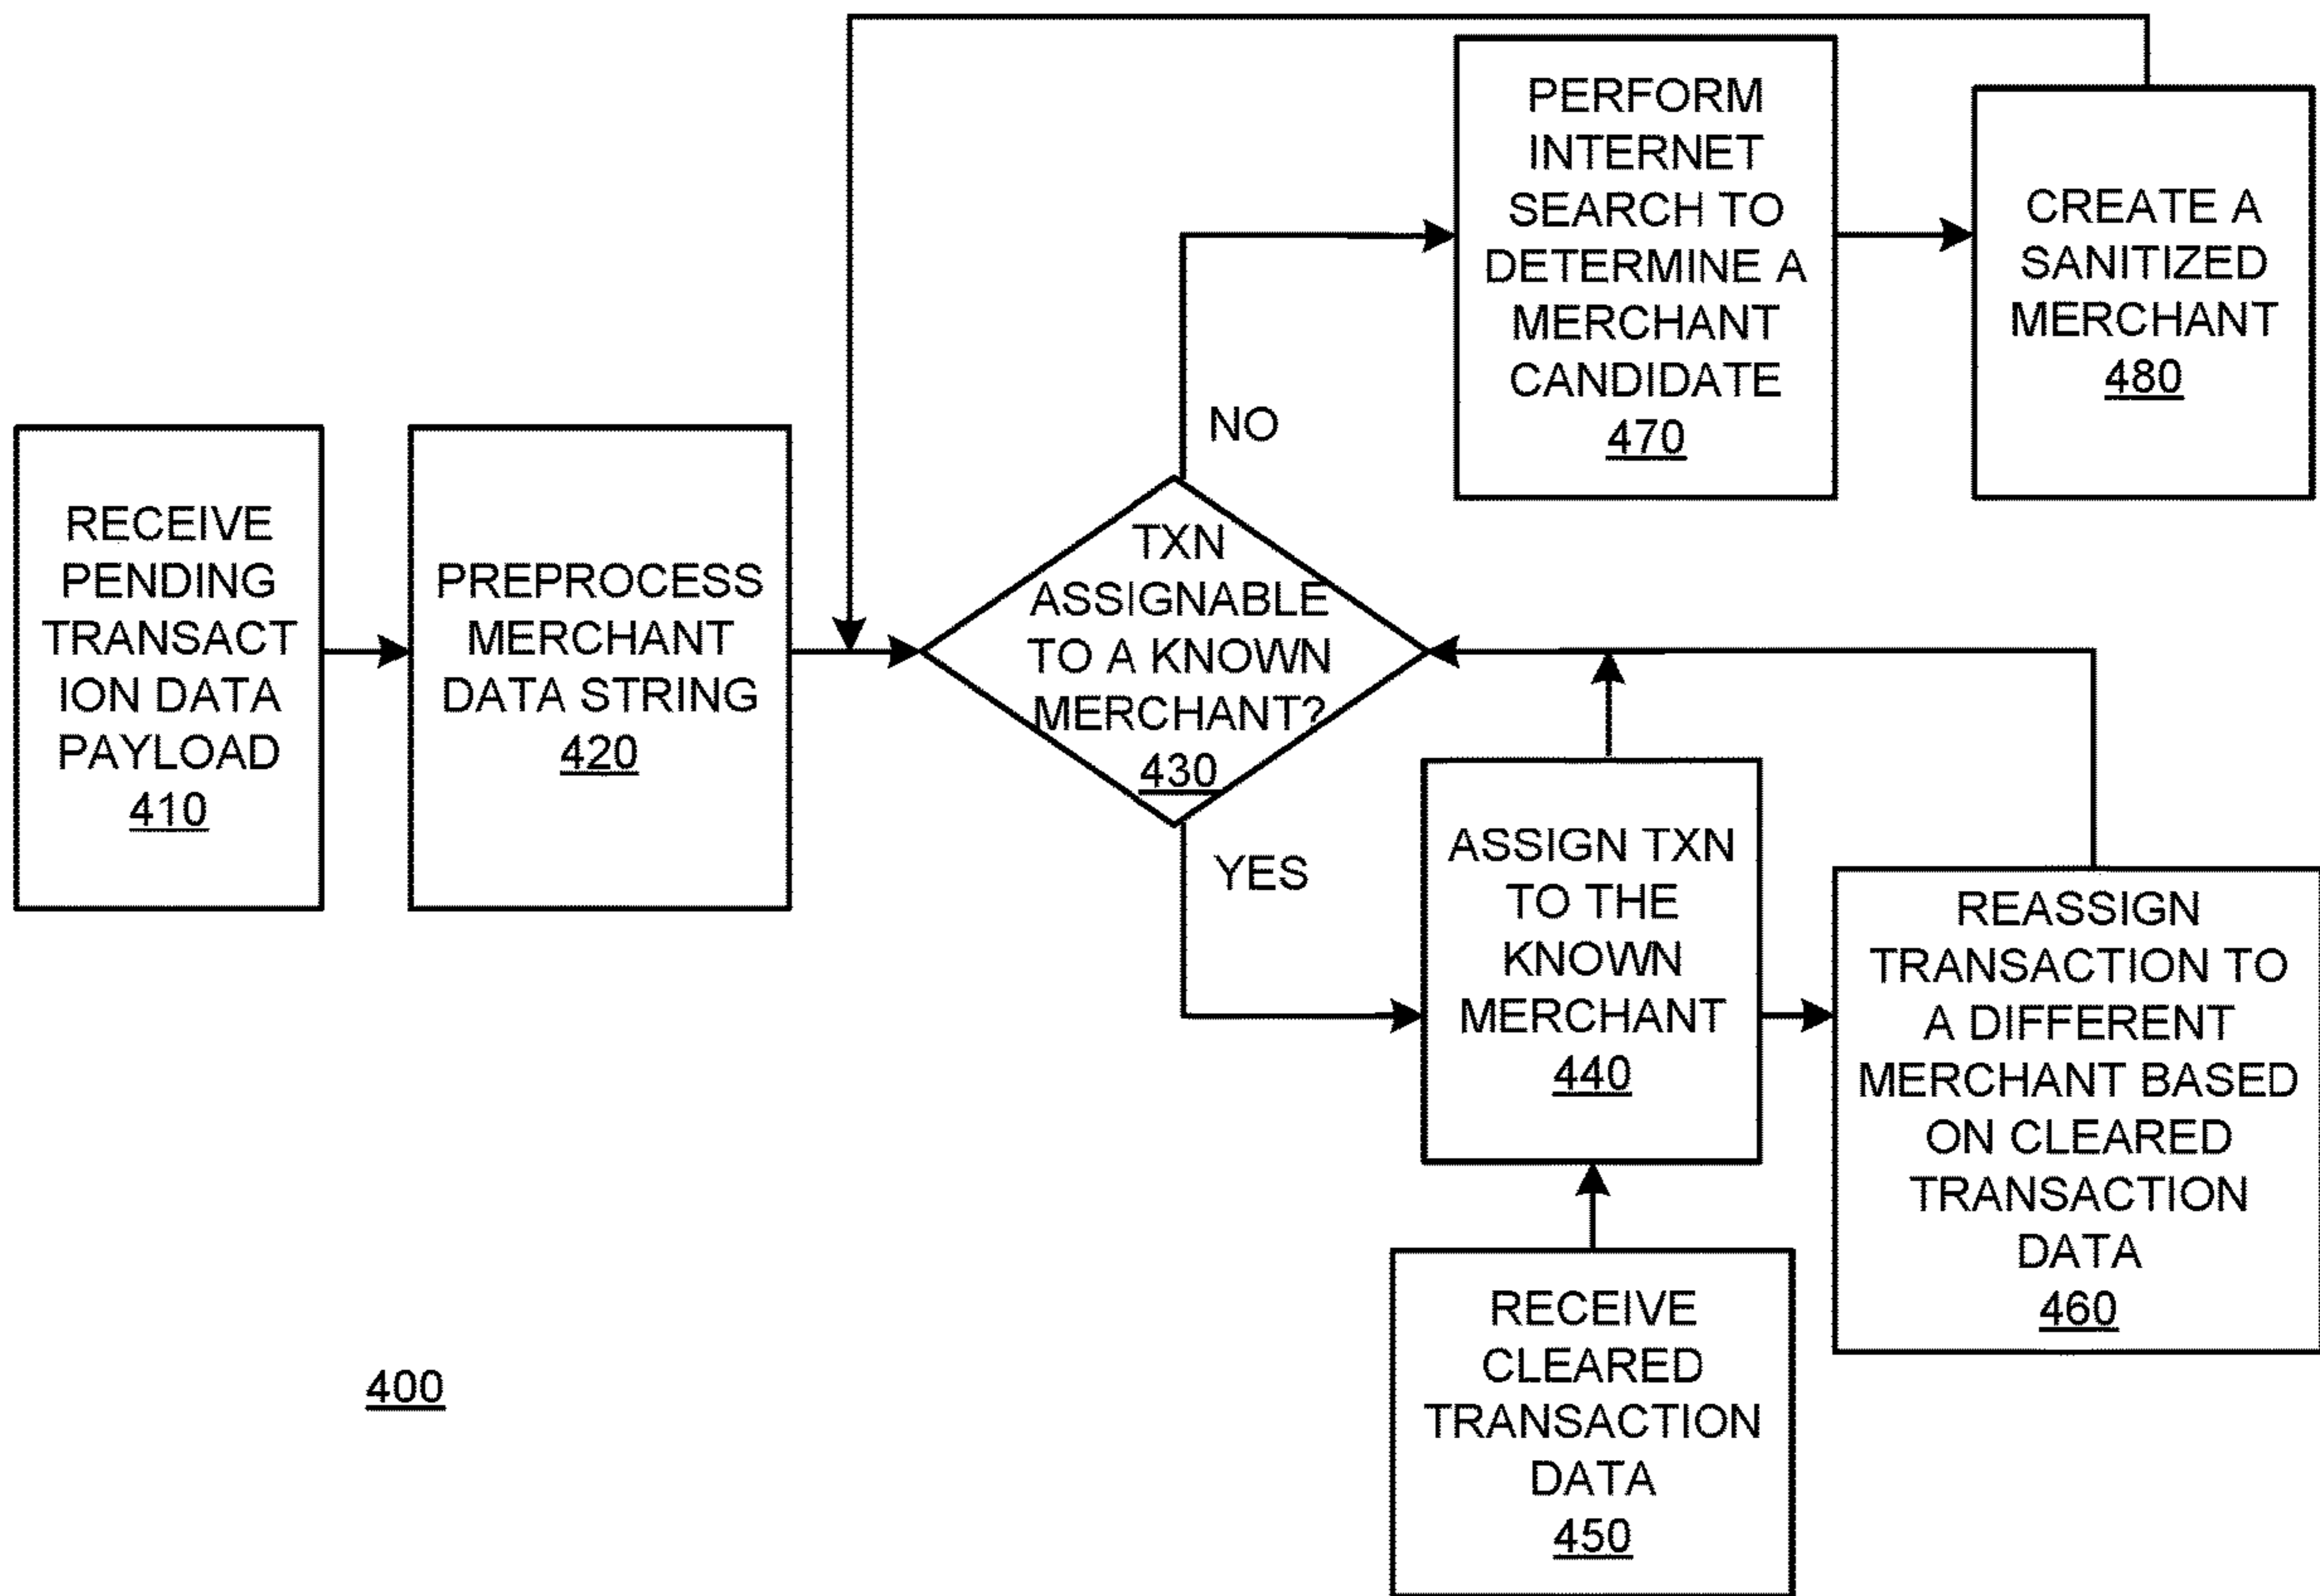 RECEIVE
PENDING
TRANSACT
ION DATA
PAYLOAD
410
PREPROCESS
MERCHANT
DATA STRING
420
TXN
ASSIGNABLE
TO A KNOWN
MERCHANT?
430
NO
PERFORM
INTERNET
SEARCH TO
DETERMINE A
MERCHANT
CANDIDATE
470
CREATE A
SANITIZED
MERCHANT
480
YES
ASSIGN TXN
TO THE
KNOWN
MERCHANT
440
RECEIVE
CLEARED
TRANSACTION
DATA
450
REASSIGN
TRANSACTION TO
A DIFFERENT
MERCHANT BASED
ON CLEARED
TRANSACTION
DATA
460
400